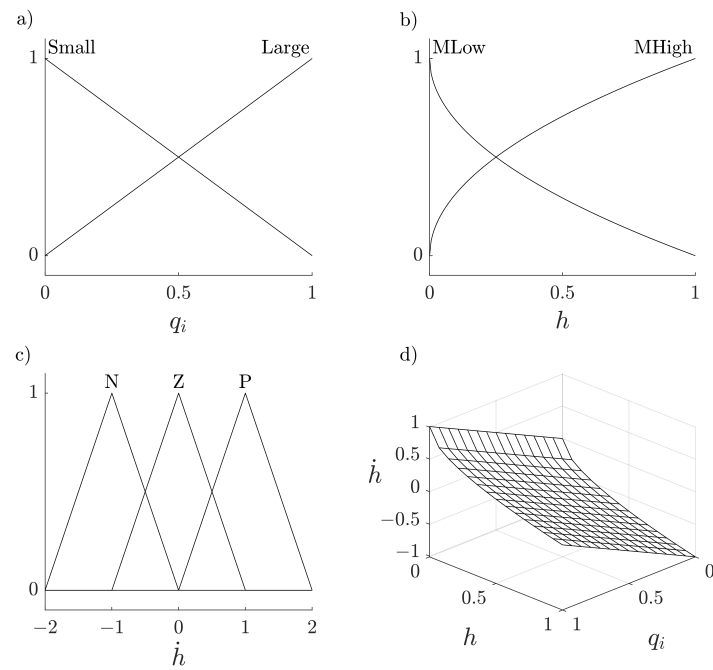 a)
Small Large
1
0
0 0.5 1
q_i
b)
MLow MHigh
1
0
0 0.5 1
h
c)
N Z P
1
0
−2 −1 0 1 2
ḣ
d)
1
0.5
0
−0.5
−1
ḣ
0 0.5 1
h
1 0.5 0
q_i